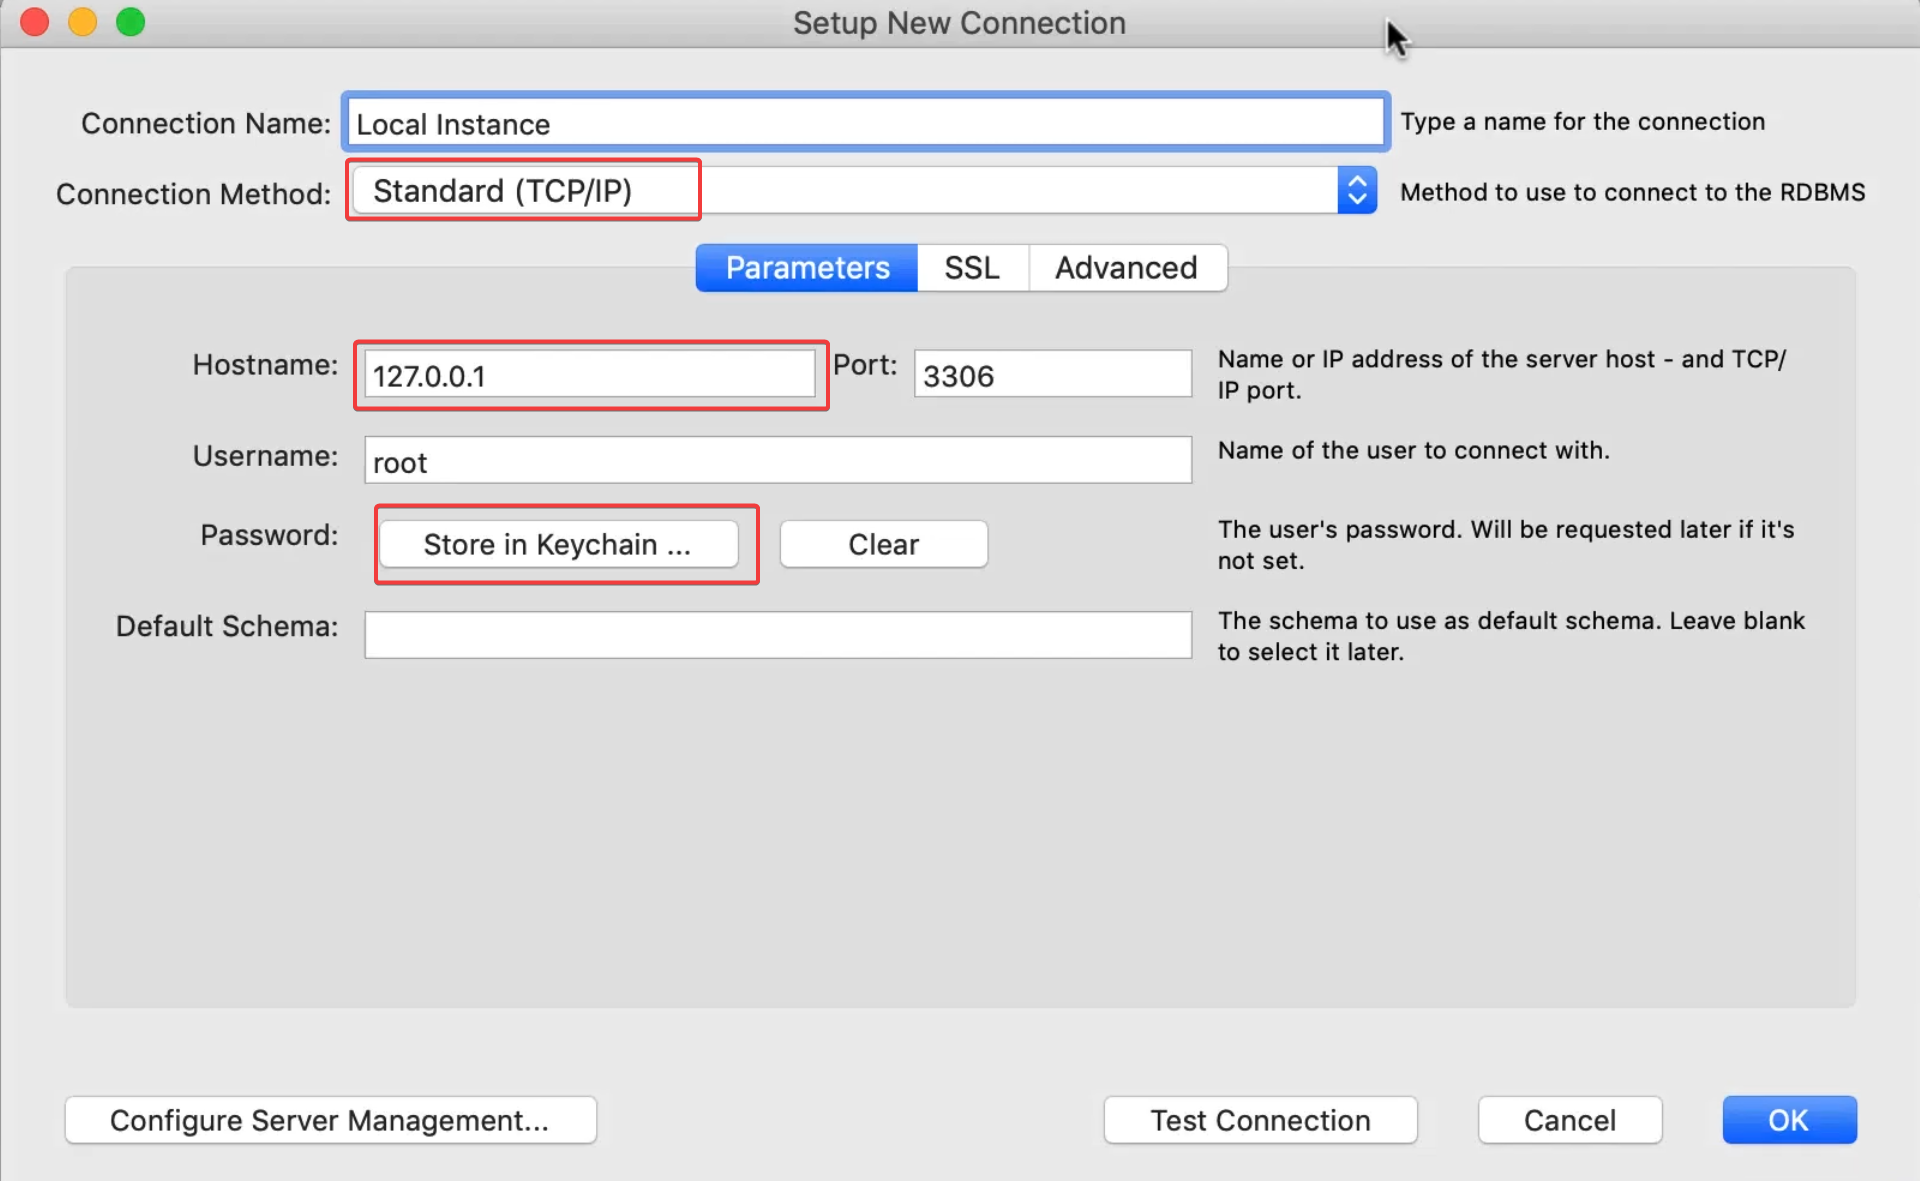 Setup New Connection
Connection Name: Local Instance Type a name for the connection
Connection Method: Standard (TCP/IP) Method to use to connect to the RDBMS
Parameters SSL Advanced
Hostname: 127.0.0.1 Port: 3306 Name or IP address of the server host - and TCP/
IP port.
Username: root Name of the user to connect with.
Password: Store in Keychain ... Clear The user's password. Will be requested later if it's
not set.
Default Schema: The schema to use as default schema. Leave blank
to select it later.
Configure Server Management... Test Connection Cancel OK